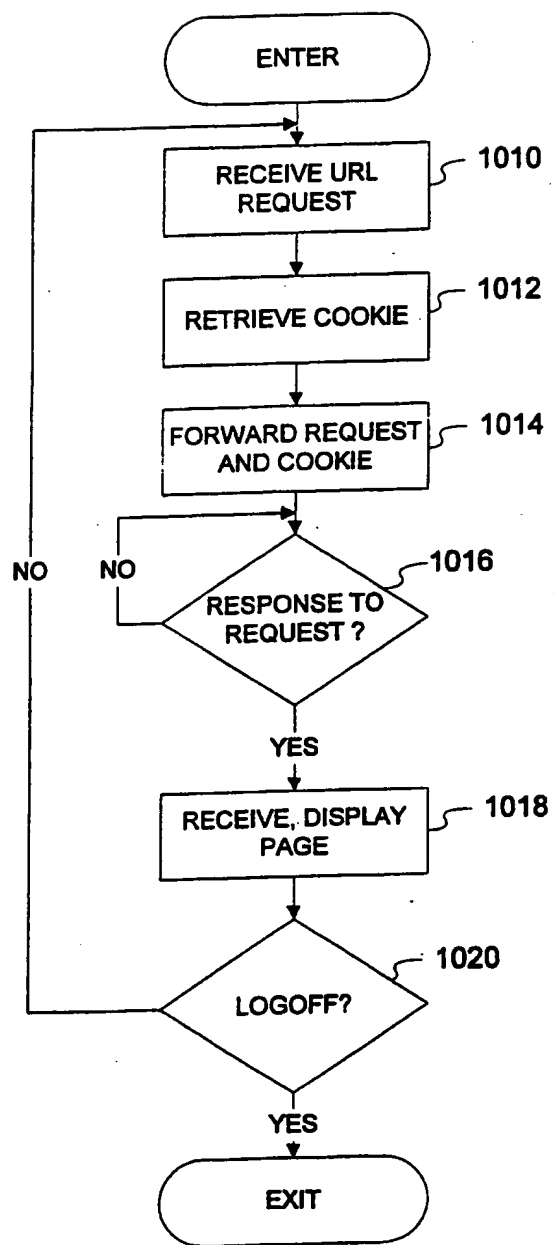 ENTER
RECEIVE URL
REQUEST
1010
RETRIEVE COOKIE
1012
FORWARD REQUEST
AND COOKIE
1014
NO
NO
RESPONSE TO
REQUEST ?
1016
YES
RECEIVE, DISPLAY
PAGE
1018
LOGOFF?
1020
YES
EXIT